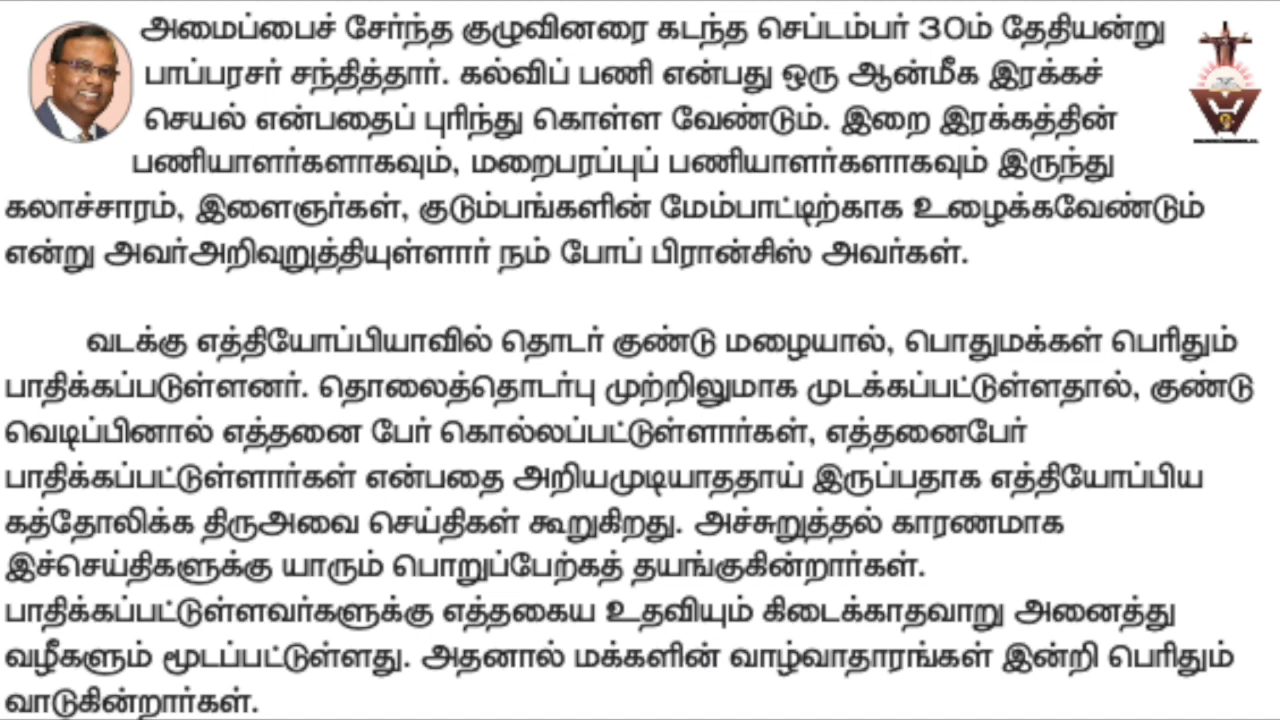 அமைப்பைச் சேர்ந்த குழுவினரை கடந்த செப்டம்பர் 30ம் தேதியன்று
பாப்பரசர் சந்தித்தார். கல்விப் பணி என்பது ஒரு ஆன்மீக இரக்கச்
செயல் என்பதைப் புரிந்து கொள்ள வேண்டும். இறை இரக்கத்தின்
பணியாளர்களாகவும், மறைபரப்புப் பணியாளர்களாகவும் இருந்து
கலாச்சாரம், இளைஞர்கள், குடும்பங்களின் மேம்பாட்டிற்காக உழைக்கவேண்டும்
என்று அவர்அறிவுறுத்தியுள்ளார் நம் போப் பிரான்சிஸ் அவர்கள்.
வடக்கு எத்தியோப்பியாவில் தொடர் குண்டு மழையால், பொதுமக்கள் பெரிதும்
பாதிக்கப்படுள்ளனர். தொலைத்தொடர்பு முற்றிலுமாக முடக்கப்பட்டுள்ளதால், குண்டு
வெடிப்பினால் எத்தனை பேர் கொல்லப்பட்டுள்ளார்கள், எத்தனைபேர்
பாதிக்கப்பட்டுள்ளார்கள் என்பதை அறியமுடியாததாய் இருப்பதாக எத்தியோப்பிய
கத்தோலிக்க திருஅவை செய்திகள் கூறுகிறது. அச்சுறுத்தல் காரணமாக
இச்செய்திகளுக்கு யாரும் பொறுப்பேற்கத் தயங்குகின்றார்கள்.
பாதிக்கப்பட்டுள்ளவர்களுக்கு எத்தகைய உதவியும் கிடைக்காதவாறு அனைத்து
வழீகளும் மூடப்பட்டுள்ளது. அதனால் மக்களின் வாழ்வாதாரங்கள் இன்றி பெரிதும்
வாடுகின்றார்கள்.